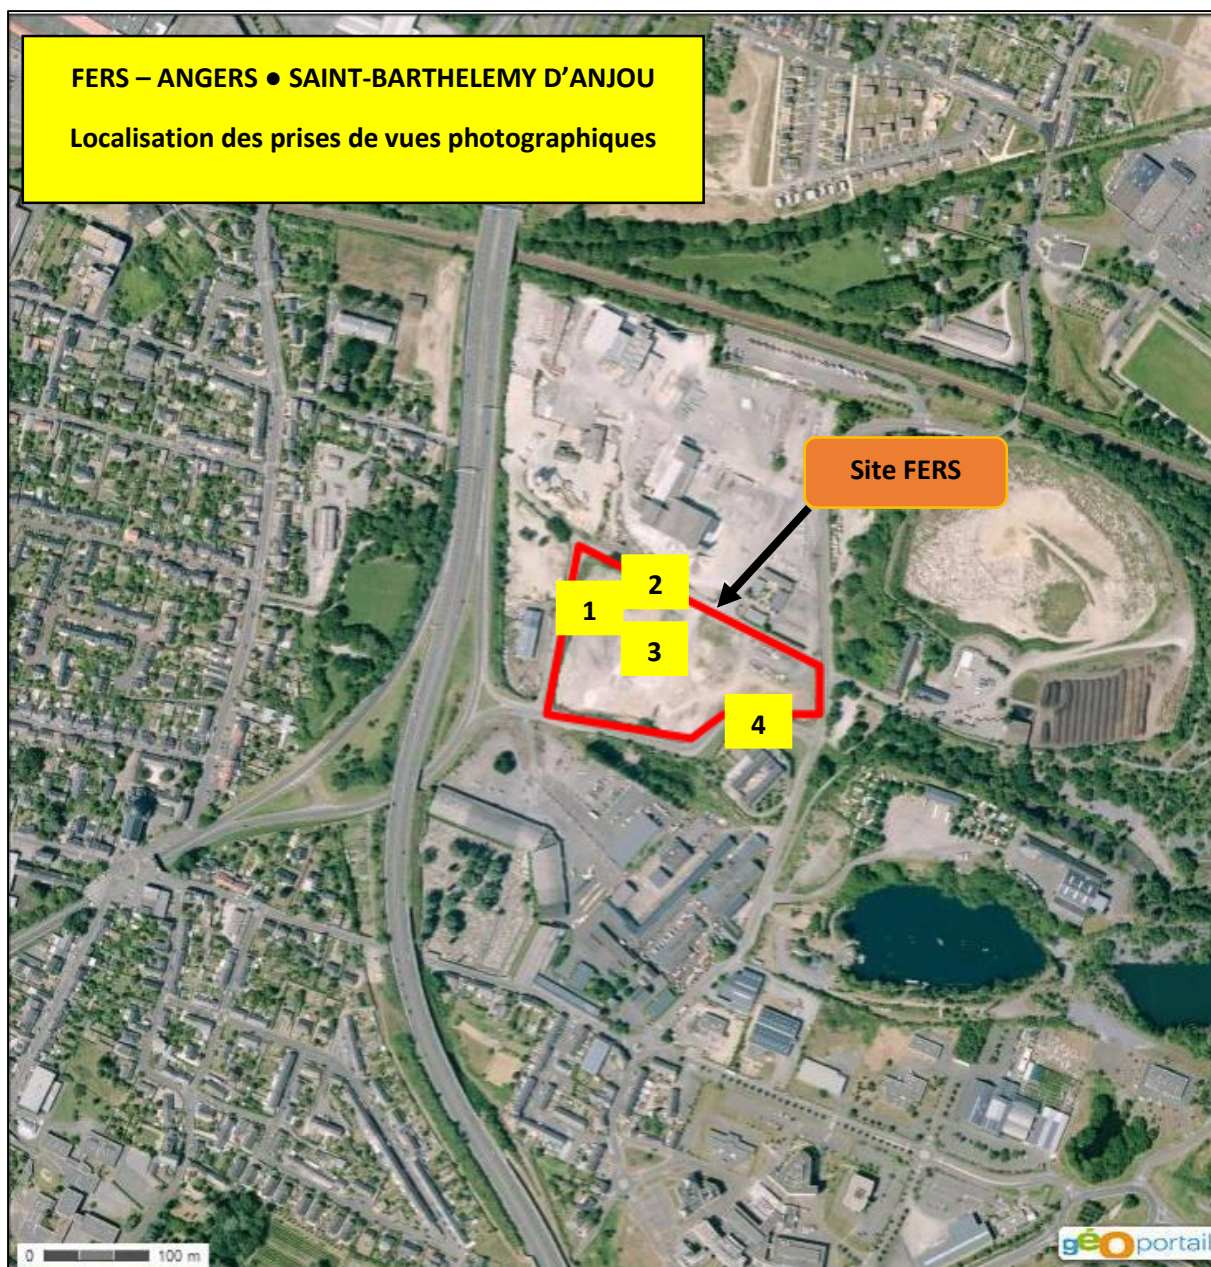 FERS – ANGERS ● SAINT-BARTHELEMY D'ANJOU
Localisation des prises de vues photographiques
Site FERS
2
1
3
4
0 100 m
géoportail